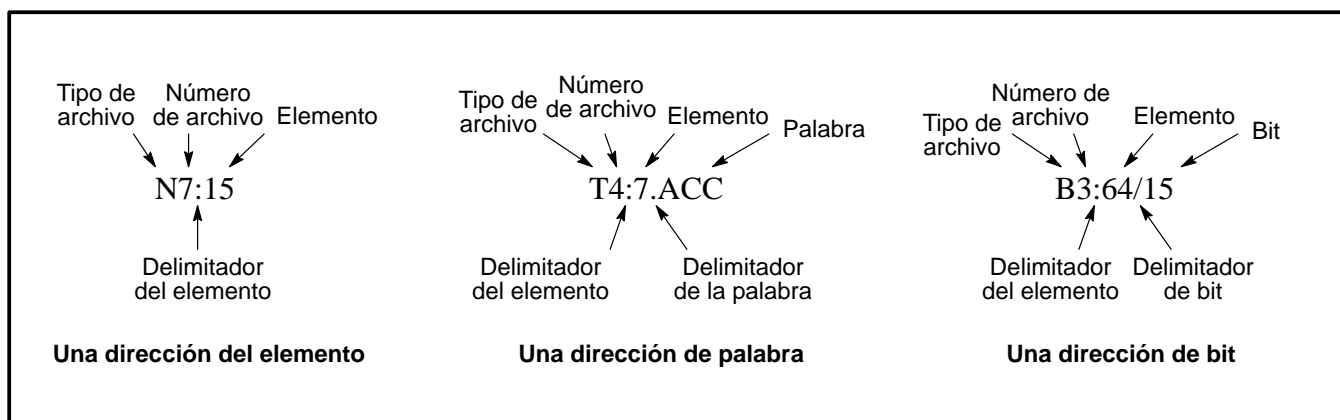 Tipo de
archivo
Número
de archivo
Elemento
N7:15
Delimitador
del elemento
Una dirección del elemento
Tipo de
archivo
Número
de archivo
Elemento
Palabra
T4:7.ACC
Delimitador
del elemento
Delimitador
de la palabra
Una dirección de palabra
Tipo de
archivo
Número de
archivo
Elemento
Bit
B3:64/15
Delimitador
del elemento
Delimitador
de bit
Una dirección de bit